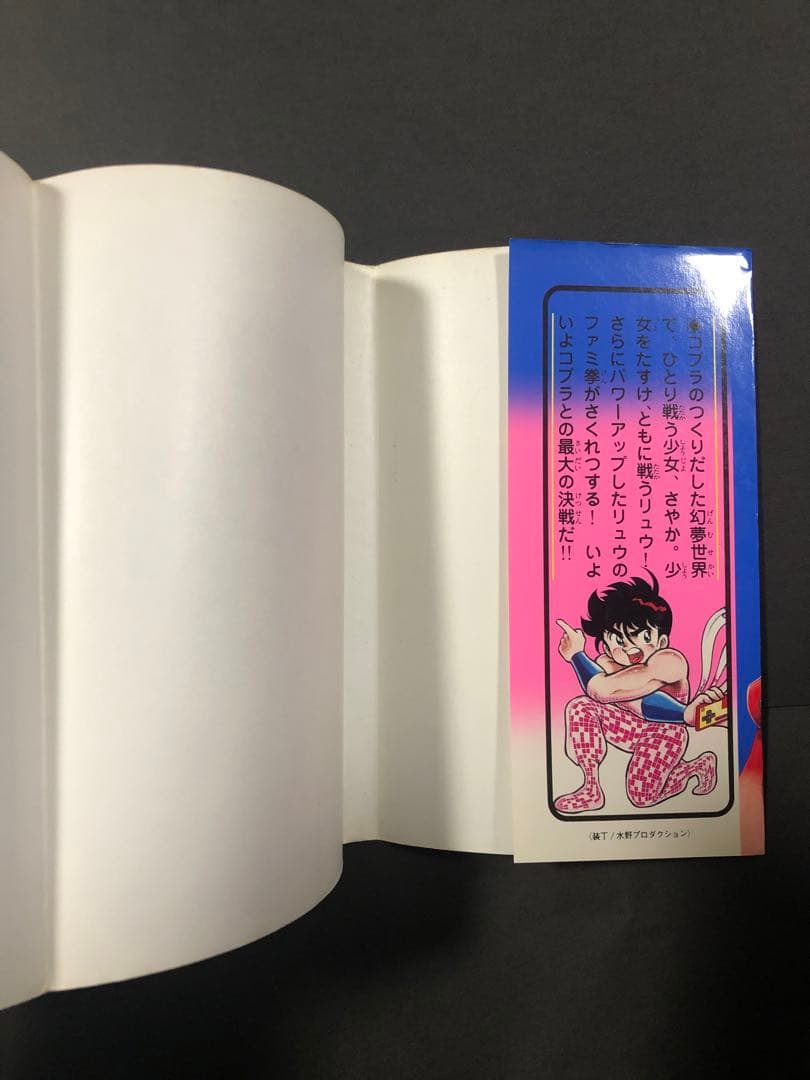 ●コブラのつくりだした幻夢世界
で、ひとり戦う少女、さやか。少
女をたすけ、ともに戦うリュウ!
さらにパワーアップしたリュウの
ファミ拳がさくれつする! いよ
いよコブラとの最大の決戦だ!!
(装丁/水野プロダクション)